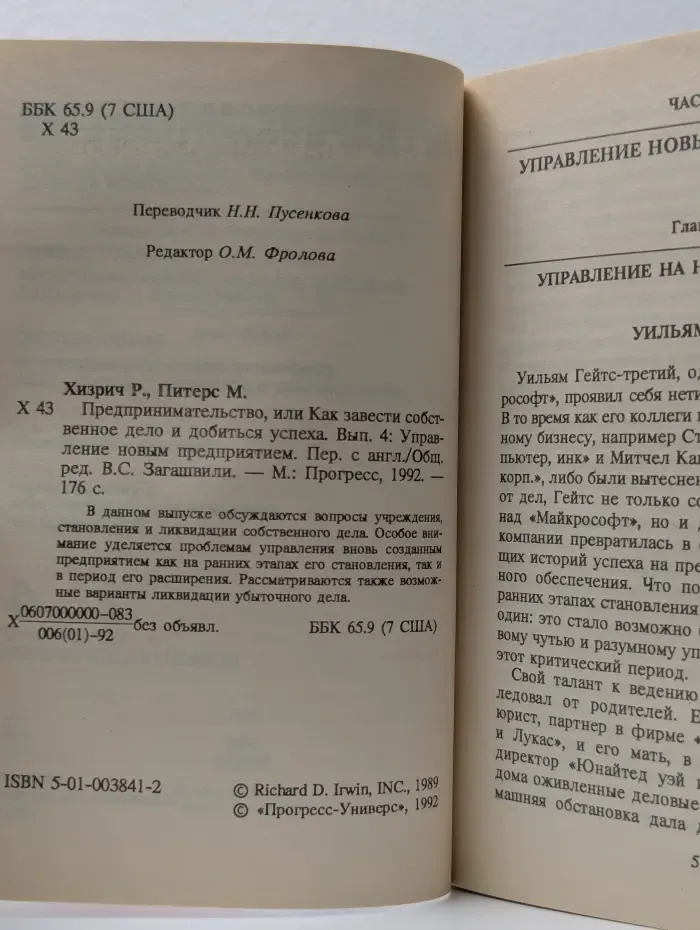 ББК 65.9 (7 США)
Х 43
Переводчик Н.Н. Пусенкова
Редактор О.М. Фролова
Хизрич Р., Питерс М.
Х 43 Предпринимательство, или Как завести собст-
венное дело и добиться успеха. Вып. 4: Управ-
ление новым предприятием. Пер. с англ./Общ.
ред. В.С. Загашвили. — М.: Прогресс, 1992. —
176 с.
В данном выпуске обсуждаются вопросы учреждения,
становления и ликвидации собственного дела. Особое вни-
мание уделяется проблемам управления вновь созданным
предприятием как на ранних этапах его становления, так и
в период его расширения. Рассматриваются также возмож-
ные варианты ликвидации убыточного дела.
Х 0607000000–083
006(01)–92 без объявл.
ББК 65.9 (7 США)
ISBN 5-01-003841-2
© Richard D. Irwin, INC., 1989
© «Прогресс-Универс», 1992
ЧАС
УПРАВЛЕНИЕ НОВЫ
Гла
УПРАВЛЕНИЕ НА Н
УИЛЬЯМ
Уильям Гейтс-третий, од
рософт», проявил себя нети
В то время как его коллеги п
ному бизнесу, например Ст
пьютер, инк» и Митчел Кап
корп.», либо были вытеснен
от дел, Гейтс не только со
над «Майкрософт», но и д
компании превратилась в
щих историй успеха на пре
ного обеспечения. Что по
ранних этапах становления
один: это стало возможно
вому чутью и разумному уп
этот критический период.
Свой талант к ведению
ледовал от родителей. Е
юрист, партнер в фирме «
и Лукас», и его мать, в
директор «Юнайтед уэй и
дома оживленные деловые
машняя обстановка дала д
5